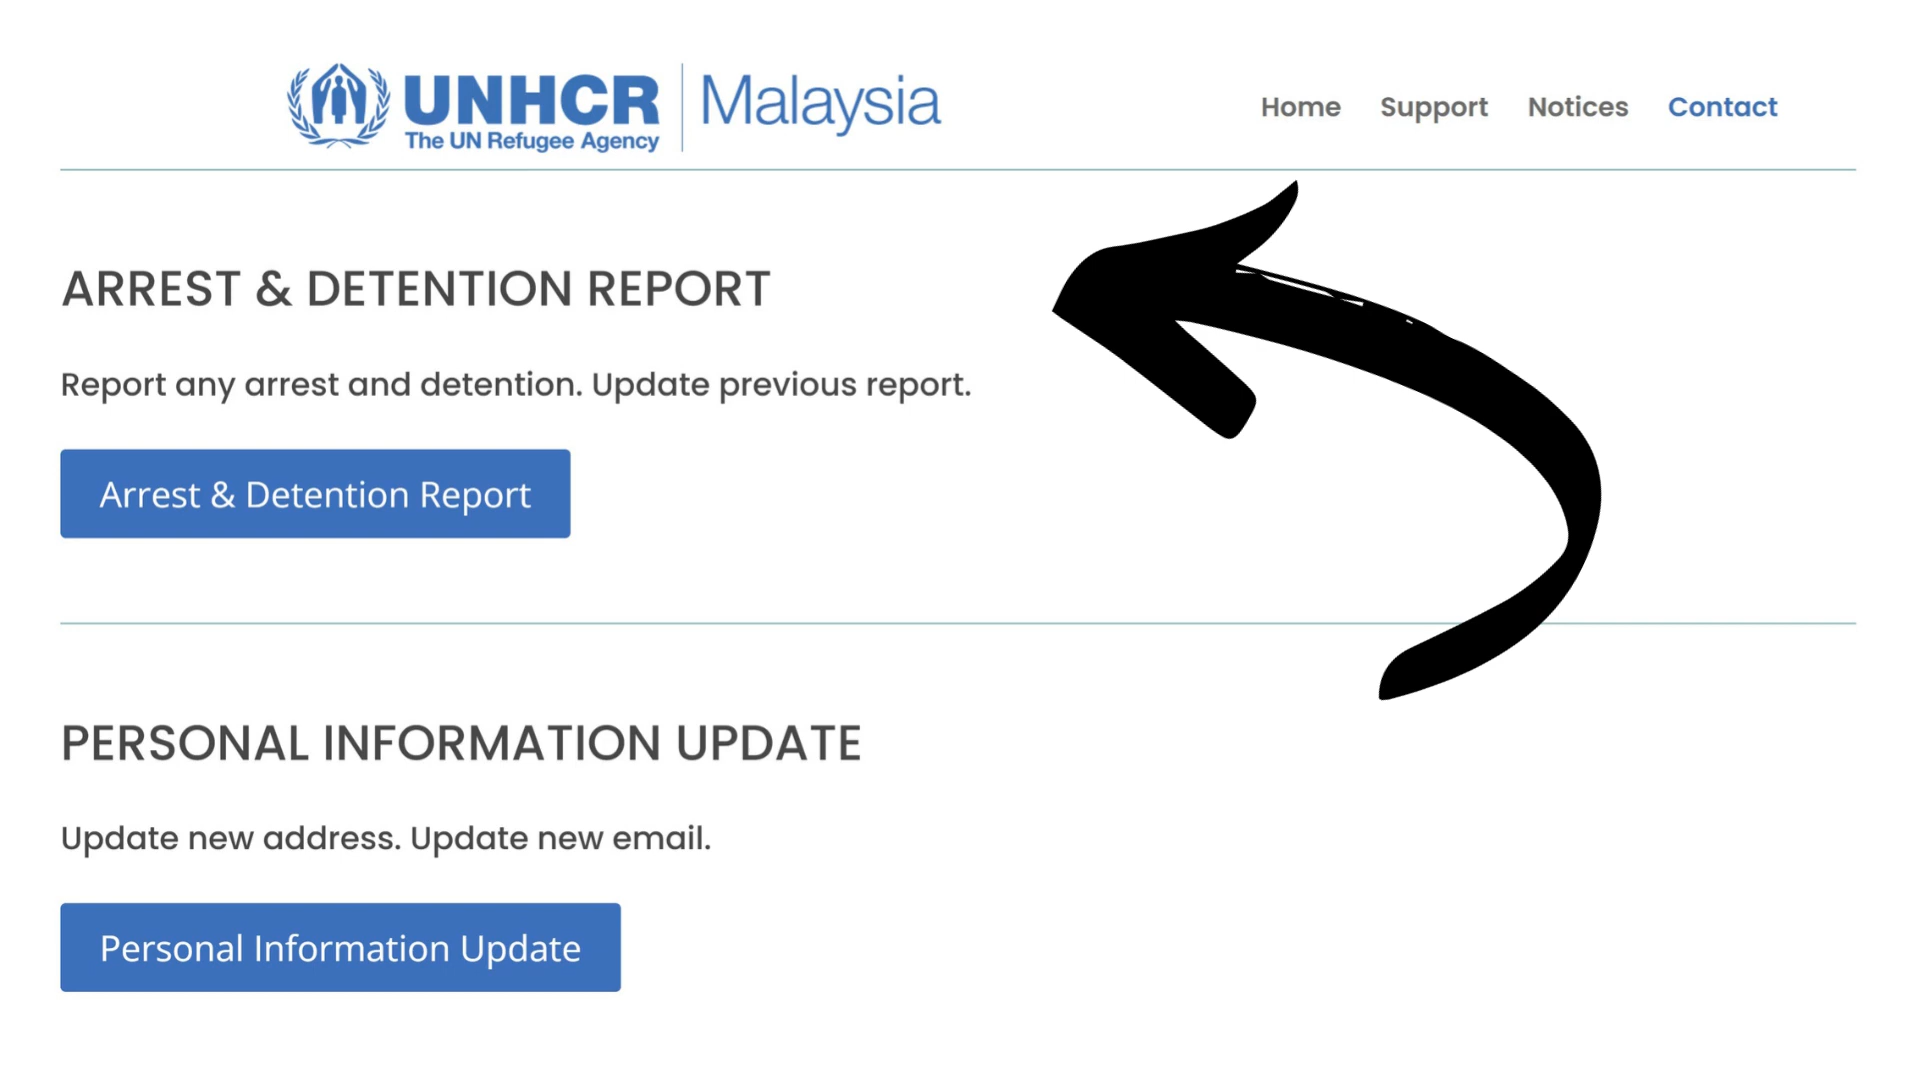 UNHCR
The UN Refugee Agency
Malaysia
Home Support Notices Contact
ARREST & DETENTION REPORT
Report any arrest and detention. Update previous report.
Arrest & Detention Report
PERSONAL INFORMATION UPDATE
Update new address. Update new email.
Personal Information Update